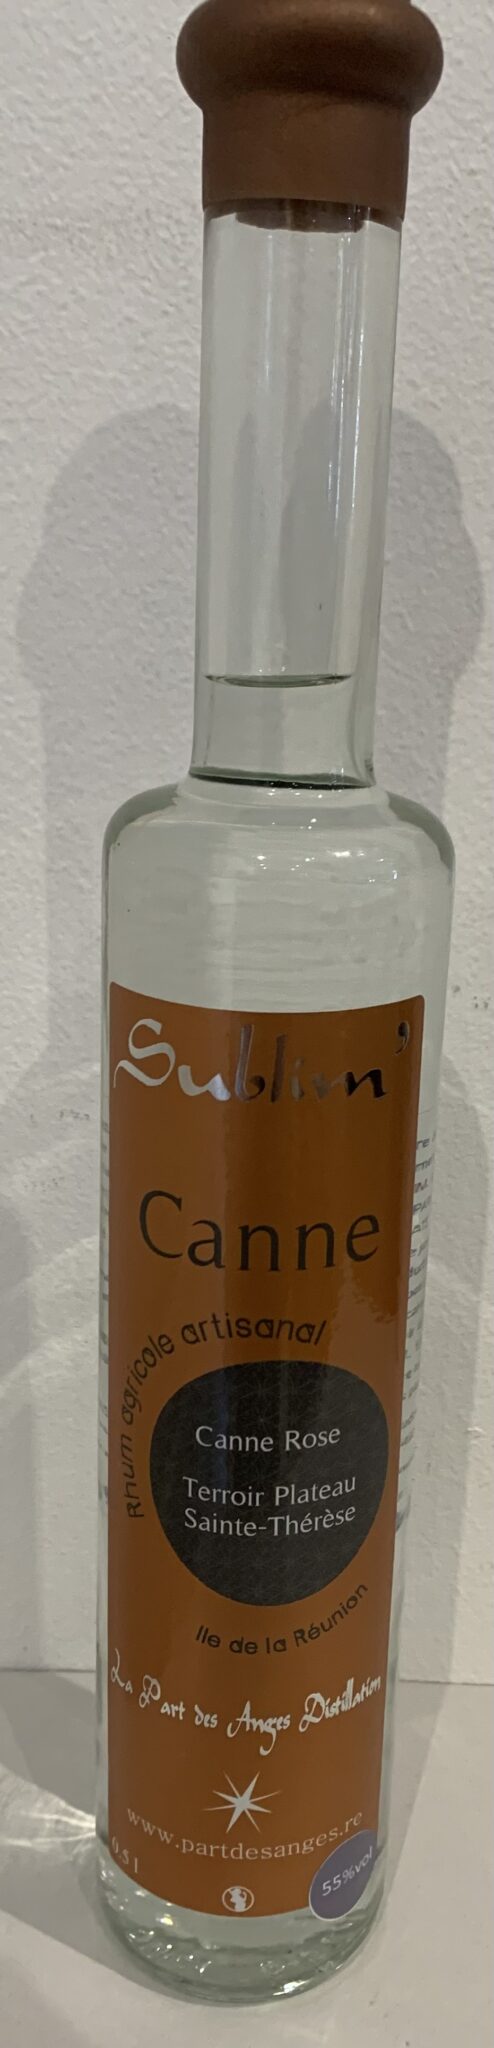 Sublim'
Canne
Rhum agricole artisanal
Canne Rose
Terroir Plateau
Sainte-Thérèse
Ile de la Réunion
La Part des Anges Distillation
www.partdesanges.re
0,5 l
55%vol